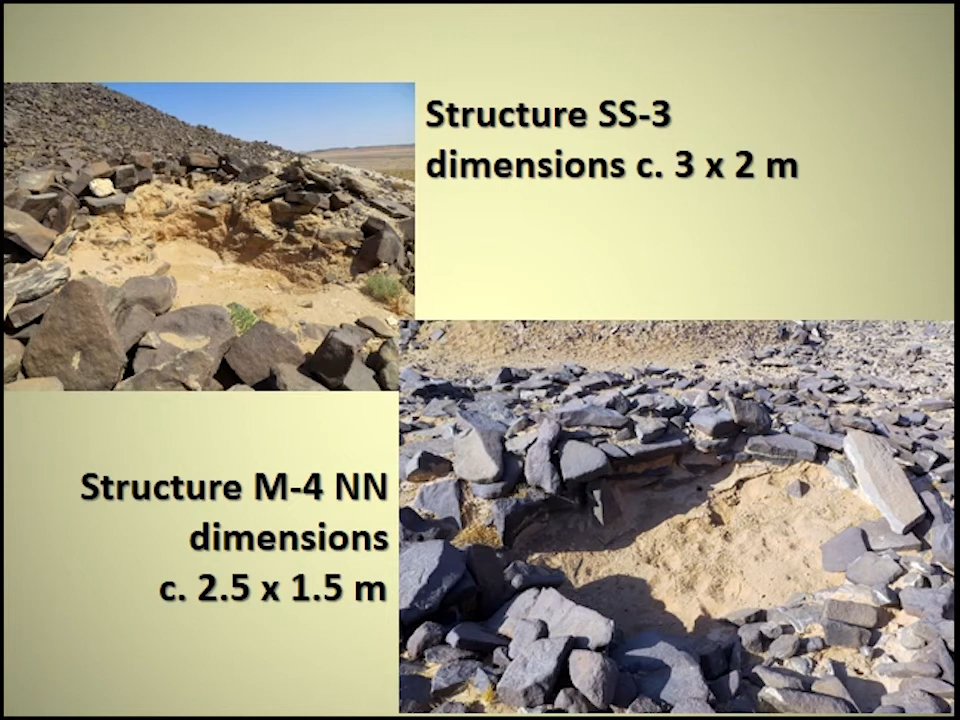 Structure SS-3
dimensions c. 3 x 2 m
Structure M-4 NN
dimensions
c. 2.5 x 1.5 m